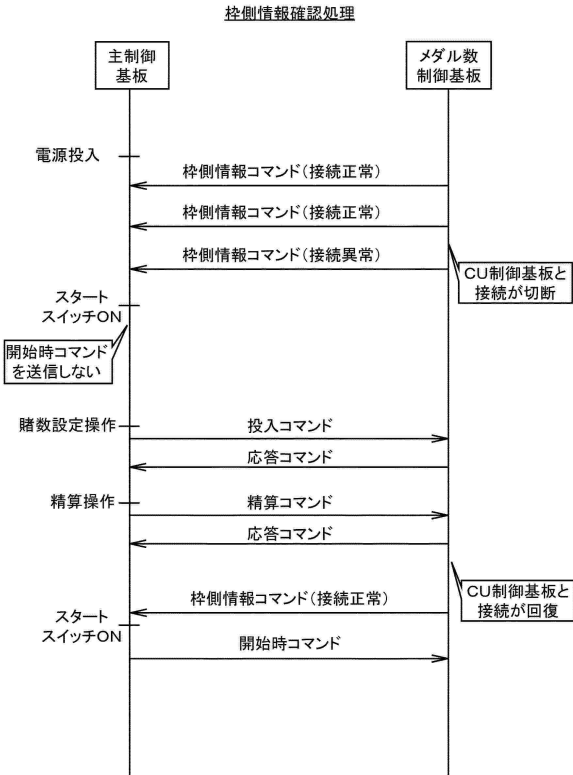 枠側情報確認処理
主制御
基板
メダル数
制御基板
電源投入
枠側情報コマンド（接続正常）
枠側情報コマンド（接続正常）
枠側情報コマンド（接続異常）
CU制御基板と
接続が切断
スタート
スイッチON
開始時コマンド
を送信しない
賭数設定操作
投入コマンド
応答コマンド
精算操作
精算コマンド
応答コマンド
CU制御基板と
接続が回復
枠側情報コマンド（接続正常）
スタート
スイッチON
開始時コマンド